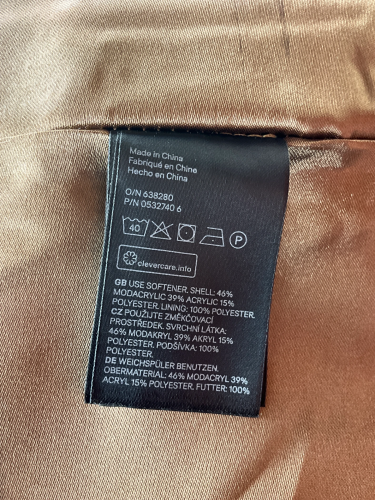 Made in China
Fabriqué en Chine
Hecho en China
O/N 638280
P/N 0532740 6
40 P
clevercare.info
GB USE SOFTENER. SHELL: 46%
MODACRYLIC 39% ACRYLIC 15%
POLYESTER. LINING: 100% POLYESTER.
CZ POUŽIJTE ZMĚKČOVACÍ
PROSTŘEDEK. SVRCHNÍ LÁTKA:
46% MODAKRYL 39% AKRYL 15%
POLYESTER. PODŠÍVKA: 100%
POLYESTER.
DE WEICHSPÜLER BENUTZEN.
OBERMATERIAL: 46% MODACRYL 39%
ACRYL 15% POLYESTER, FUTTER: 100%